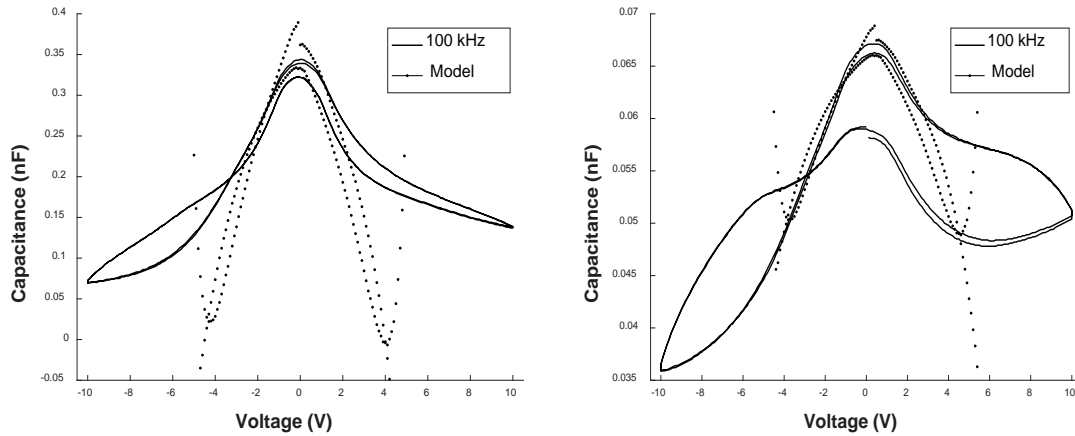 0.4
0.35
0.3
0.25
0.2
0.15
0.1
0.05
0
-0.05
Capacitance (nF)
100 kHz
Model
-10 -8 -6 -4 -2 0 2 4 6 8 10
Voltage (V)
0.07
0.065
0.06
0.055
0.05
0.045
0.04
0.035
Capacitance (nF)
100 kHz
Model
-10 -8 -6 -4 -2 0 2 4 6 8 10
Voltage (V)